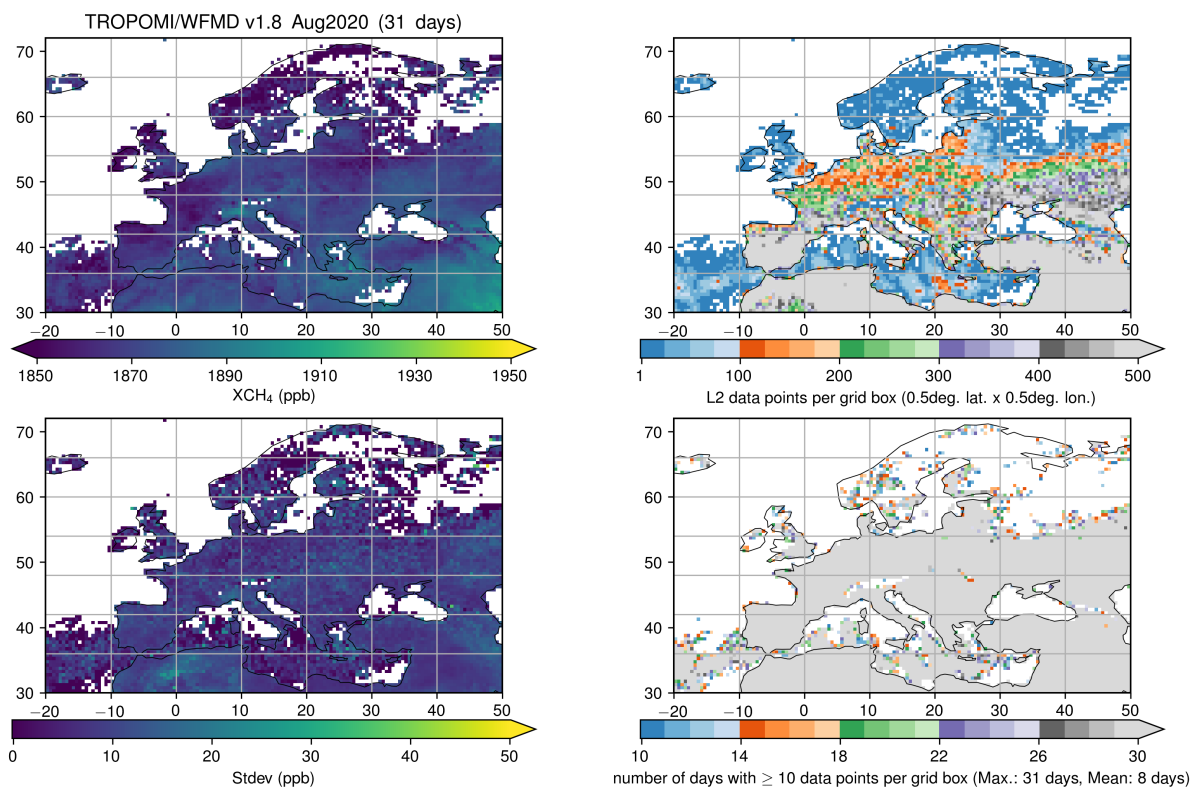 TROPOMI/WFMD v1.8 Aug2020 (31 days)
70
60
50
40
30
−20 −10 0 10 20 30 40 50
1850 1870 1890 1910 1930 1950
XCH₄ (ppb)
70
60
50
40
30
−20 −10 0 10 20 30 40 50
1 100 200 300 400 500
L2 data points per grid box (0.5deg. lat. x 0.5deg. lon.)
70
60
50
40
30
−20 −10 0 10 20 30 40 50
0 10 20 30 40 50
Stdev (ppb)
70
60
50
40
30
−20 −10 0 10 20 30 40 50
10 14 18 22 26 30
number of days with ≥ 10 data points per grid box (Max.: 31 days, Mean: 8 days)